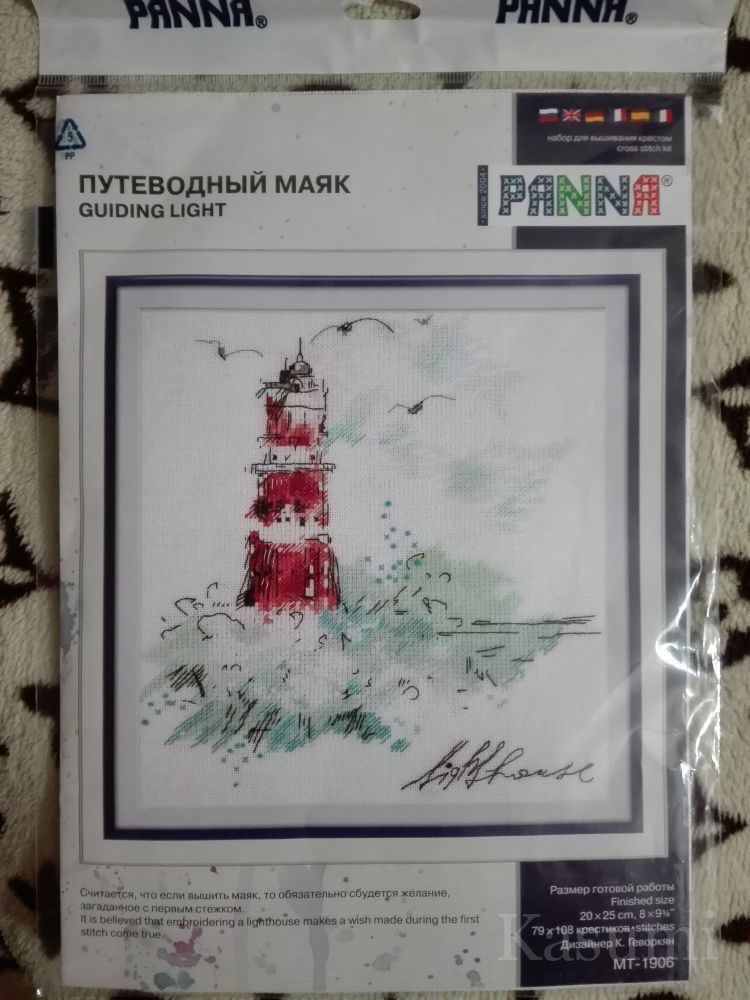 PANNA®
PANNA®
5
PP
набор для вышивания крестом
cross stitch kit
ПУТЕВОДНЫЙ МАЯК
GUIDING LIGHT
• since 2004 •
PANNA®
Lighthouse
Считается, что если вышить маяк, то обязательно сбудется желание,
загаданное с первым стежком.
It is believed that embroidering a lighthouse makes a wish made during the first
stitch come true.
Размер готовой работы
Finished size
20 × 25 cm, 8 × 9¾"
79 × 108 крестиков • stitches
Дизайнер К. Геворкян
MT-1906
Kasumi